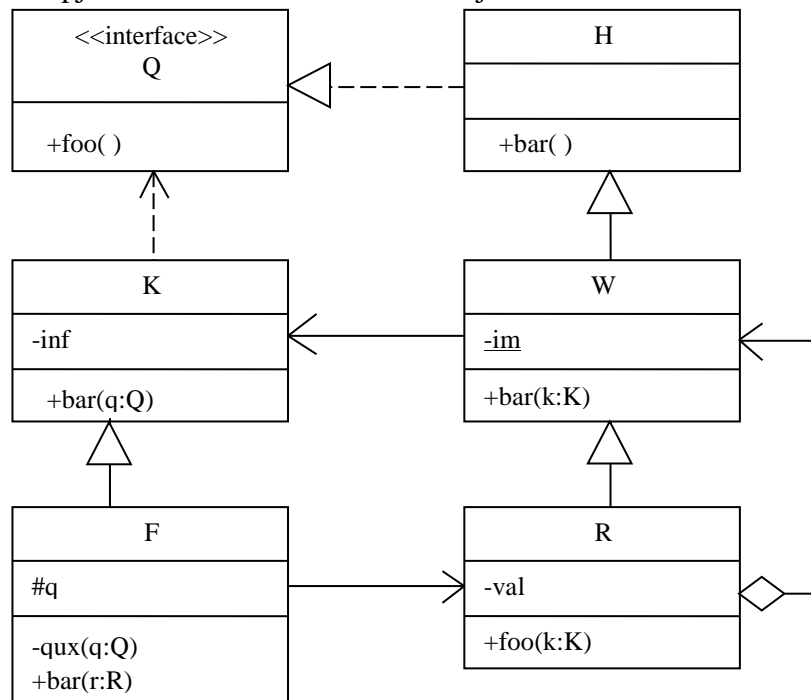 <<interface>>
Q
+foo( )
H
+bar( )
K
-inf
+bar(q:Q)
W
-im
+bar(k:K)
F
#q
-qux(q:Q)
+bar(r:R)
R
-val
+foo(k:K)